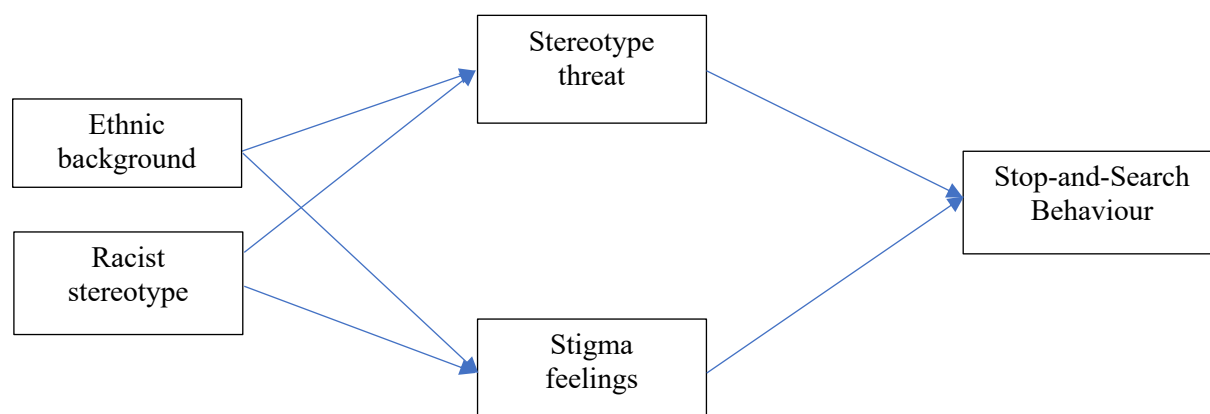 Stereotype
threat
Ethnic
background
Stop-and-Search
Behaviour
Racist
stereotype
Stigma
feelings